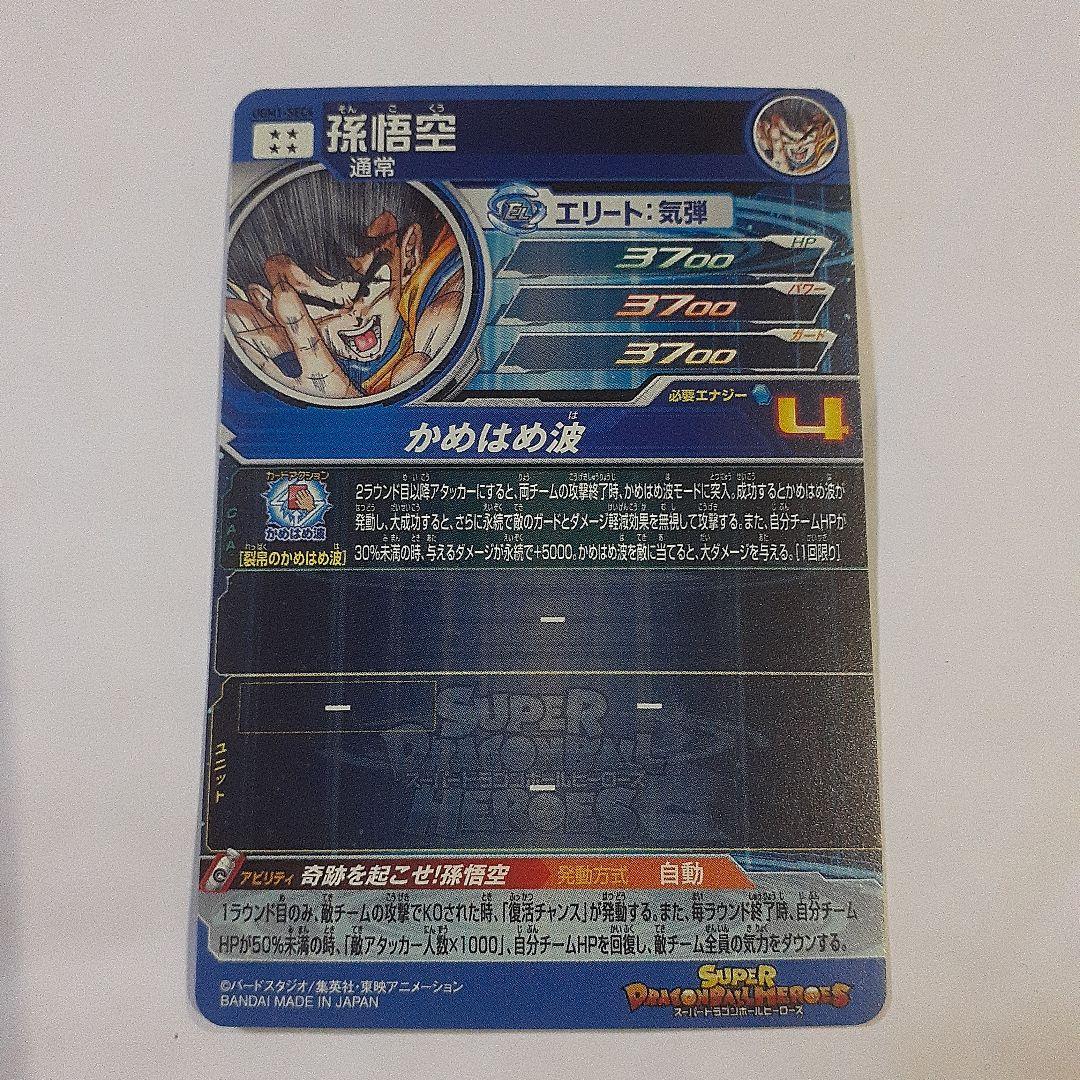 UGM1-SEC4
★★
★★
そんごくう
孫悟空
通常
EL
エリート:気弾
HP
3700
パワー
3700
ガード
3700
必要エナジー
4
かめはめ波
カードアクション
かめはめ波
CAA
[裂帛のかめはめ波]
2ラウンド目以降アタッカーにすると、両チームの攻撃終了時、かめはめ波モードに突入。成功するとかめはめ波が
発動し、大成功すると、さらに永続で敵のガードとダメージ軽減効果を無視して攻撃する。また、自分チームHPが
30%未満の時、与えるダメージが永続で+5000。かめはめ波を敵に当てると、大ダメージを与える。[1回限り]
ー
ユニット
ー ー
ー
SUPER
DRAGONBALL
スーパードラゴンボールヒーローズ
HEROES
アビリティ 奇跡を起こせ!孫悟空 発動方式 自動
1ラウンド目のみ、敵チームの攻撃でKOされた時、「復活チャンス」が発動する。また、毎ラウンド終了時、自分チーム
HPが50%未満の時、「敵アタッカー人数×1000」、自分チームHPを回復し、敵チーム全員の気力をダウンする。
©バードスタジオ/集英社・東映アニメーション
BANDAI MADE IN JAPAN
SUPER
DRAGONBALL HEROES
スーパードラゴンボールヒーローズ